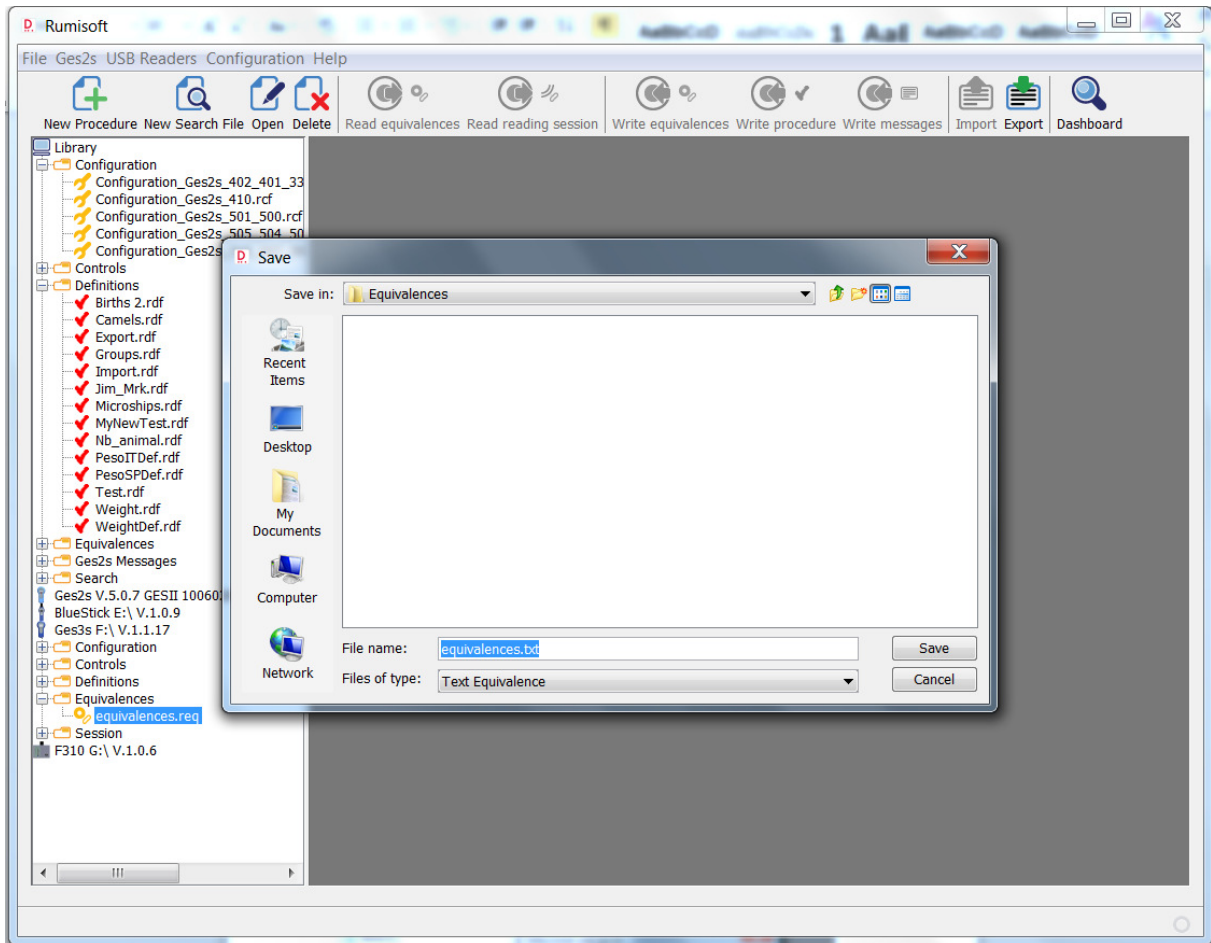 Rumisoft
File Ges2s USB Readers Configuration Help
New Procedure New Search File Open Delete Read equivalences Read reading session Write equivalences Write procedure Write messages Import Export Dashboard
Library
Configuration
Configuration_Ges2s_402_401_33
Configuration_Ges2s_410.rcf
Configuration_Ges2s_501_500.rcf
Configuration_Ges2s_505_504_50
Configuration_Ges2s
Controls
Definitions
Births 2.rdf
Camels.rdf
Export.rdf
Groups.rdf
Import.rdf
Jim_Mrk.rdf
Microships.rdf
MyNewTest.rdf
Nb_animal.rdf
PesoITDef.rdf
PesoSPDef.rdf
Test.rdf
Weight.rdf
WeightDef.rdf
Equivalences
Ges2s Messages
Search
Ges2s V.5.0.7 GESII 10060
BlueStick E:\ V.1.0.9
Ges3s F:\ V.1.1.17
Configuration
Controls
Definitions
Equivalences
equivalences.req
Session
F310 G:\ V.1.0.6
Save
Save in: Equivalences
Recent
Items
Desktop
My
Documents
Computer
Network
File name: equivalences.txt Save
Files of type: Text Equivalence Cancel